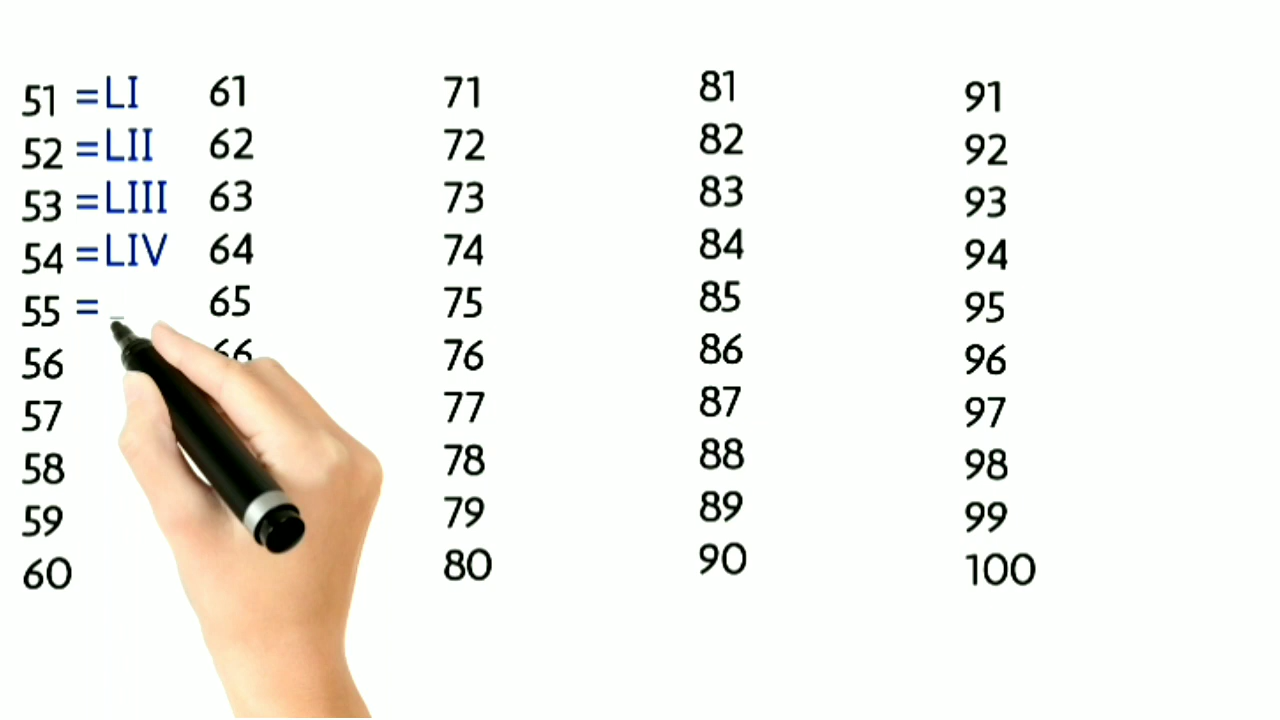 51 =LI 61 71 81 91
52 =LII 62 72 82 92
53 =LIII 63 73 83 93
54 =LIV 64 74 84 94
55 = 65 75 85 95
56 66 76 86 96
57 77 87 97
58 78 88 98
59 79 89 99
60 80 90 100